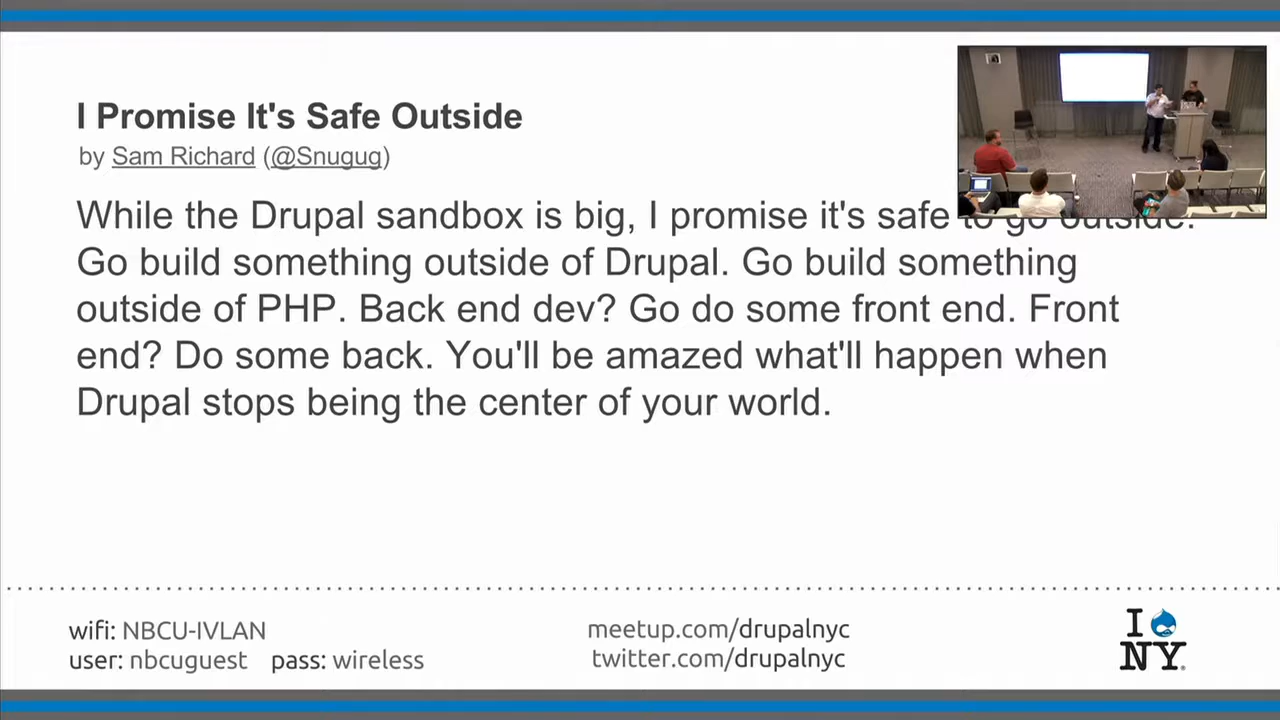 I Promise It's Safe Outside
by Sam Richard (@Snugug)
While the Drupal sandbox is big, I promise it's safe to go outside.
Go build something outside of Drupal. Go build something
outside of PHP. Back end dev? Go do some front end. Front
end? Do some back. You'll be amazed what'll happen when
Drupal stops being the center of your world.
wifi: NBCU-IVLAN
user: nbcuguest pass: wireless
meetup.com/drupalnyc
twitter.com/drupalnyc
I
NY